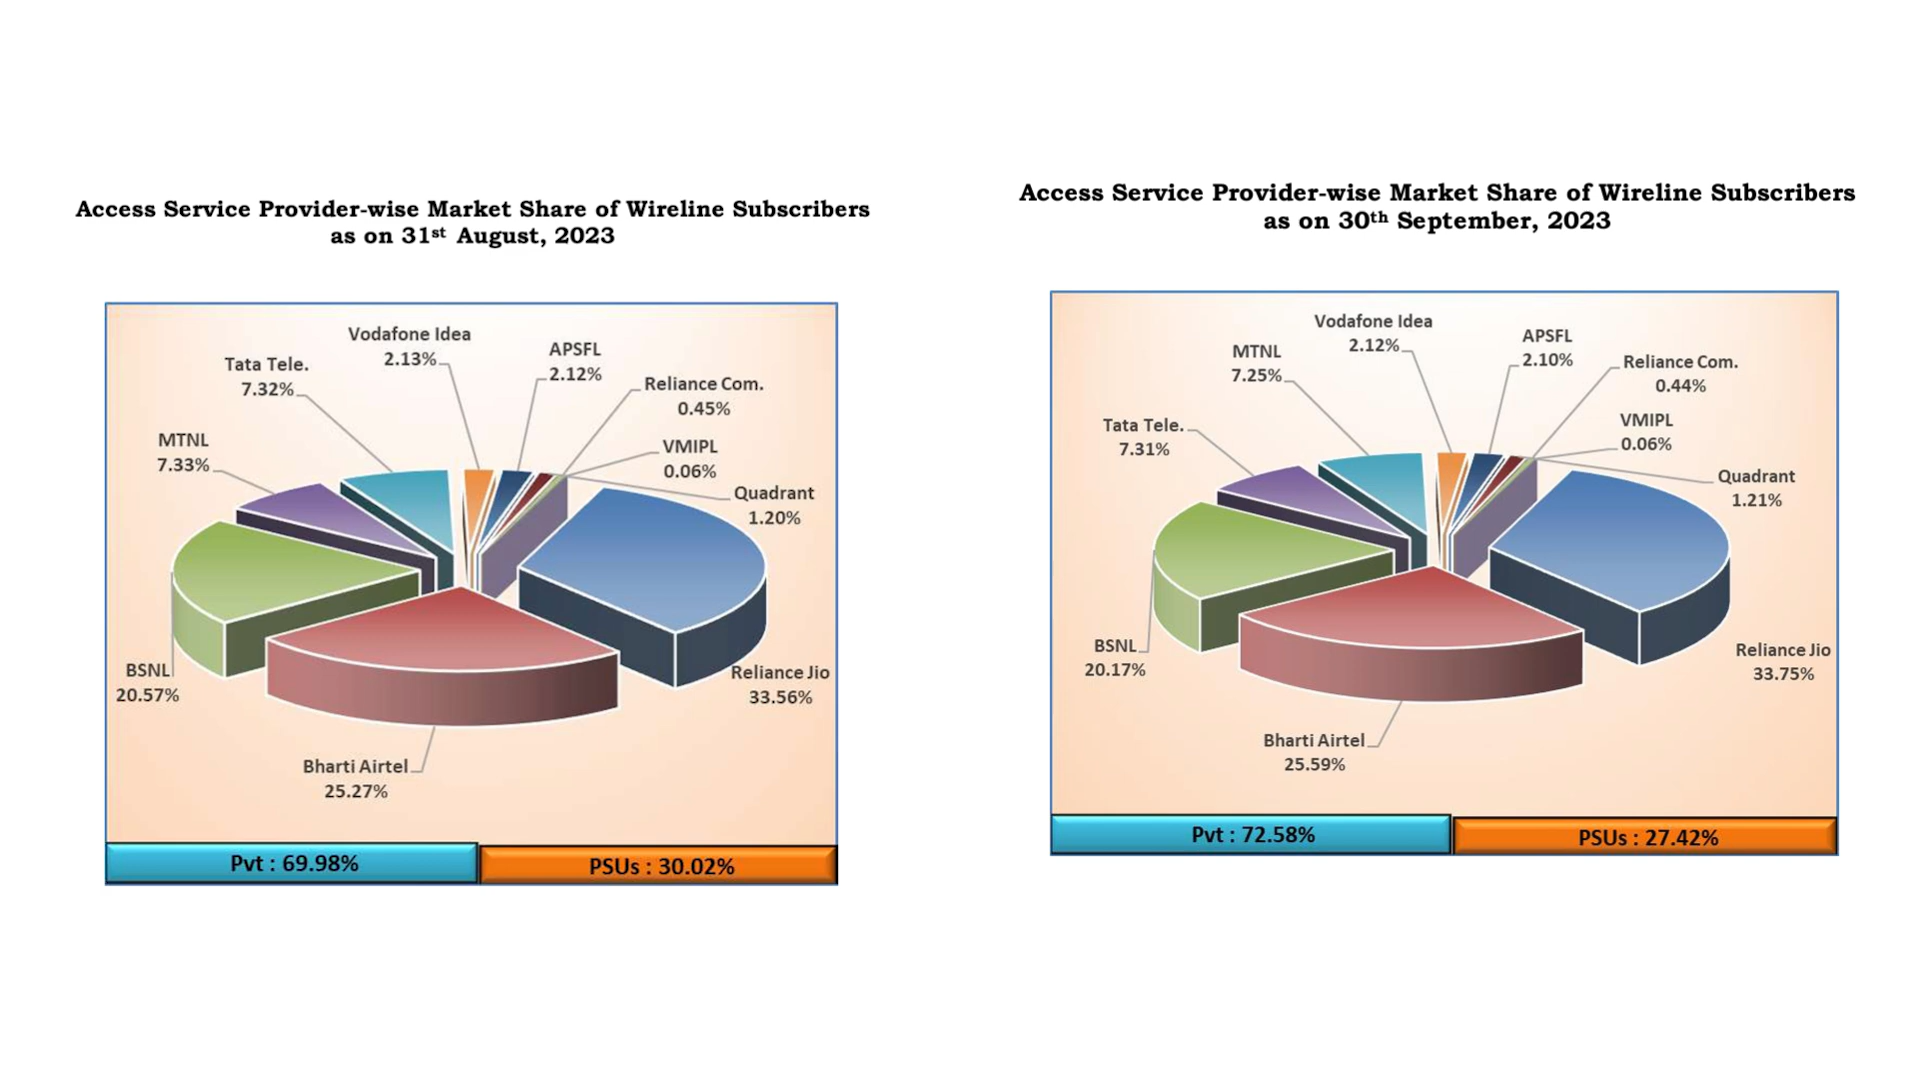 Access Service Provider-wise Market Share of Wireline Subscribers
as on 31st August, 2023
Vodafone Idea
2.13%
APSFL
2.12%
Tata Tele.
7.32%
Reliance Com.
0.45%
MTNL
7.33%
VMIPL
0.06%
Quadrant
1.20%
BSNL
20.57%
Reliance Jio
33.56%
Bharti Airtel
25.27%
Pvt : 69.98%
PSUs : 30.02%
Access Service Provider-wise Market Share of Wireline Subscribers
as on 30th September, 2023
Vodafone Idea
2.12%
APSFL
2.10%
MTNL
7.25%
Reliance Com.
0.44%
Tata Tele.
7.31%
VMIPL
0.06%
Quadrant
1.21%
BSNL
20.17%
Reliance Jio
33.75%
Bharti Airtel
25.59%
Pvt : 72.58%
PSUs : 27.42%